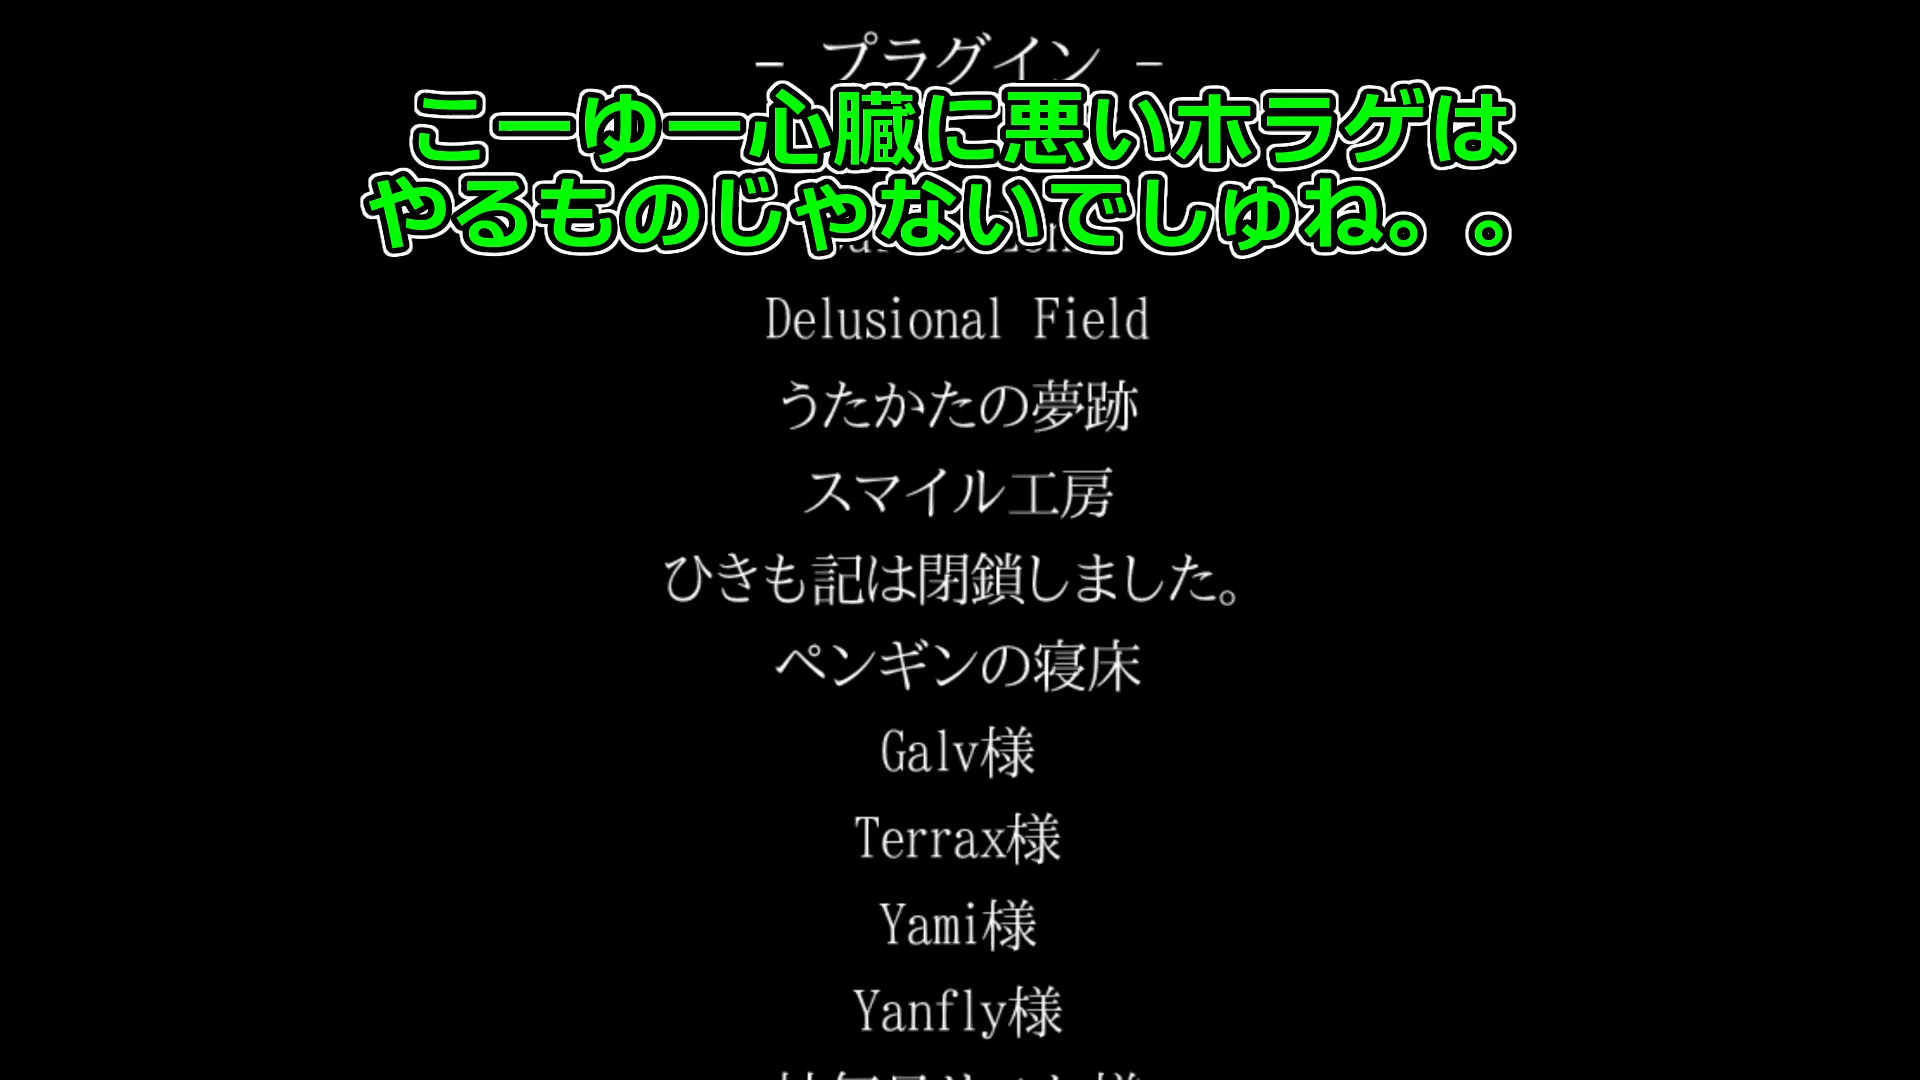 - プラグイン -
こーゆー心臓に悪いホラゲは
やるものじゃないでしゅね。。
Delusional Field
うたかたの夢跡
スマイル工房
ひきも記は閉鎖しました。
ペンギンの寝床
Galv様
Terrax様
Yami様
Yanfly様